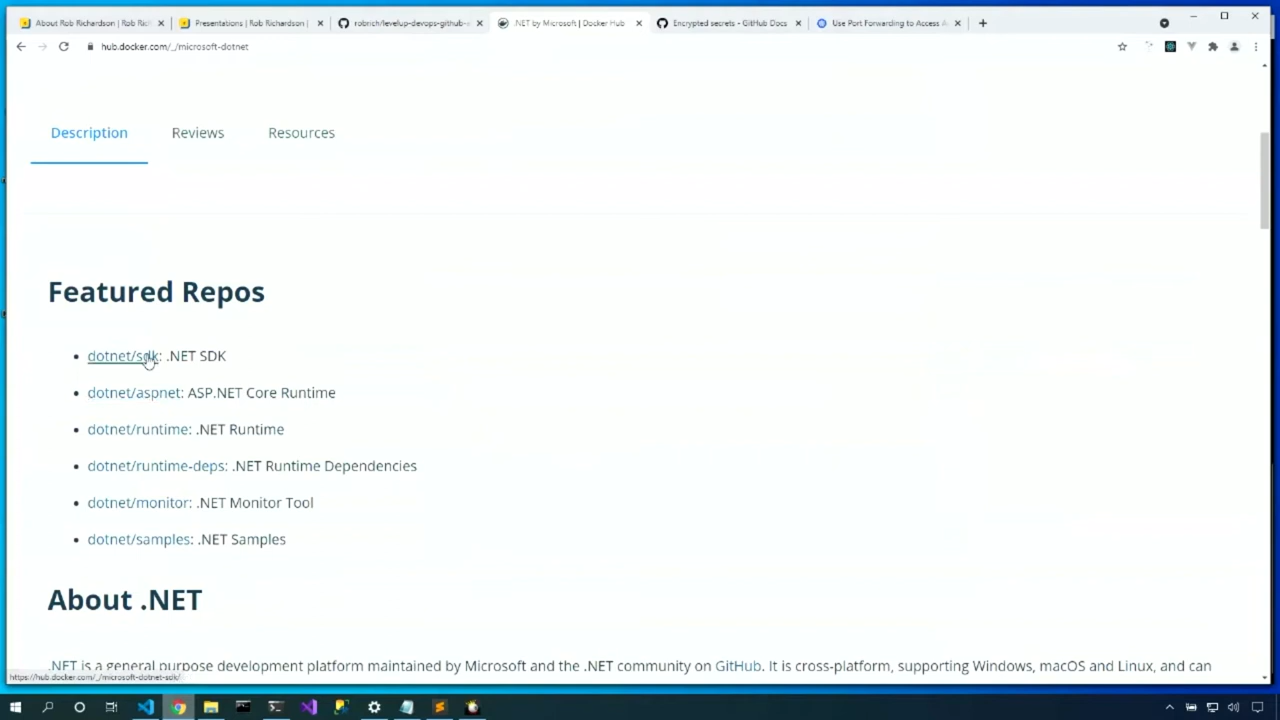 About Rob Richardson | Rob Rich
Presentations | Rob Richardson |
robrich/levelup-devops-github-a
.NET by Microsoft | Docker Hub
Encrypted secrets - GitHub Docs
Use Port Forwarding to Access A
hub.docker.com/_/microsoft-dotnet
Description
Reviews
Resources
Featured Repos
dotnet/sdk: .NET SDK
dotnet/aspnet: ASP.NET Core Runtime
dotnet/runtime: .NET Runtime
dotnet/runtime-deps: .NET Runtime Dependencies
dotnet/monitor: .NET Monitor Tool
dotnet/samples: .NET Samples
About .NET
.NET is a general purpose development platform maintained by Microsoft and the .NET community on GitHub. It is cross-platform, supporting Windows, macOS and Linux, and can
https://hub.docker.com/_/microsoft-dotnet-sdk/